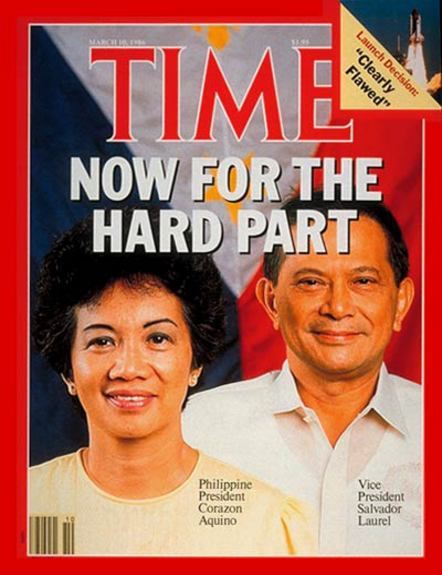 MARCH 10, 1986 $1.95
Launch Decision:
"Clearly
Flawed"
TIME
NOW FOR THE
HARD PART
Philippine
President
Corazon
Aquino
Vice
President
Salvador
Laurel
10